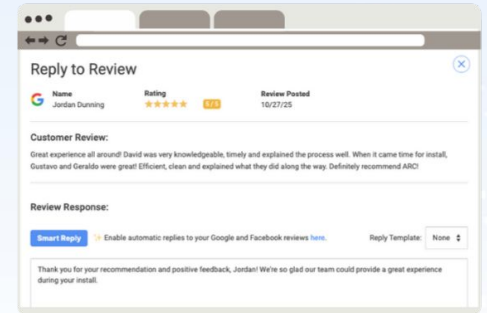 Reply to Review
Name
Rating
Review Posted
Jordan Dunning
5 / 5
10/27/25
Customer Review:
Great experience all around! David was very knowledgeable, timely and explained the process well. When it came time for install,
Gustavo and Geraldo were great! Efficient, clean and explained what they did along the way. Definitely recommend ARC!
Review Response:
Smart Reply
Enable automatic replies to your Google and Facebook reviews here.
Reply Template:
None
Thank you for your recommendation and positive feedback, Jordan! We're so glad our team could provide a great experience
during your install.